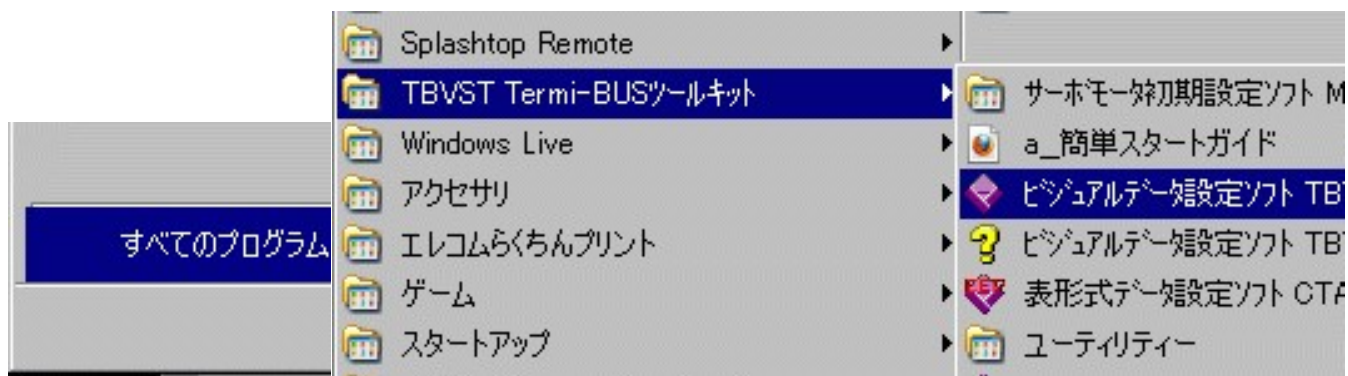 すべてのプログラム
Splashtop Remote
TBVST Termi-BUSツールキット
Windows Live
アクセサリ
エレコムらくちんプリント
ゲーム
スタートアップ
サーボモータ初期設定ソフト M
a_簡単スタートガイド
ビジュアルデータ設定ソフト TB
ビジュアルデータ設定ソフト TB
表形式データ設定ソフト CTA
ユーティリティー